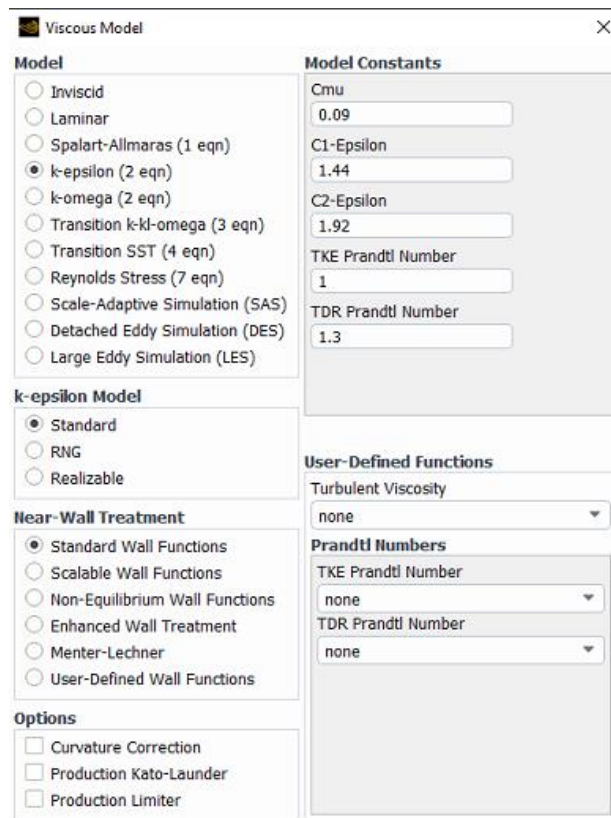 Viscous Model
Model
Inviscid
Laminar
Spalart-Allmaras (1 eqn)
k-epsilon (2 eqn)
k-omega (2 eqn)
Transition k-kl-omega (3 eqn)
Transition SST (4 eqn)
Reynolds Stress (7 eqn)
Scale-Adaptive Simulation (SAS)
Detached Eddy Simulation (DES)
Large Eddy Simulation (LES)
k-epsilon Model
Standard
RNG
Realizable
Near-Wall Treatment
Standard Wall Functions
Scalable Wall Functions
Non-Equilibrium Wall Functions
Enhanced Wall Treatment
Menter-Lechner
User-Defined Wall Functions
Options
Curvature Correction
Production Kato-Launder
Production Limiter
Model Constants
Cmu
0.09
C1-Epsilon
1.44
C2-Epsilon
1.92
TKE Prandtl Number
1
TDR Prandtl Number
1.3
User-Defined Functions
Turbulent Viscosity
none
Prandtl Numbers
TKE Prandtl Number
none
TDR Prandtl Number
none